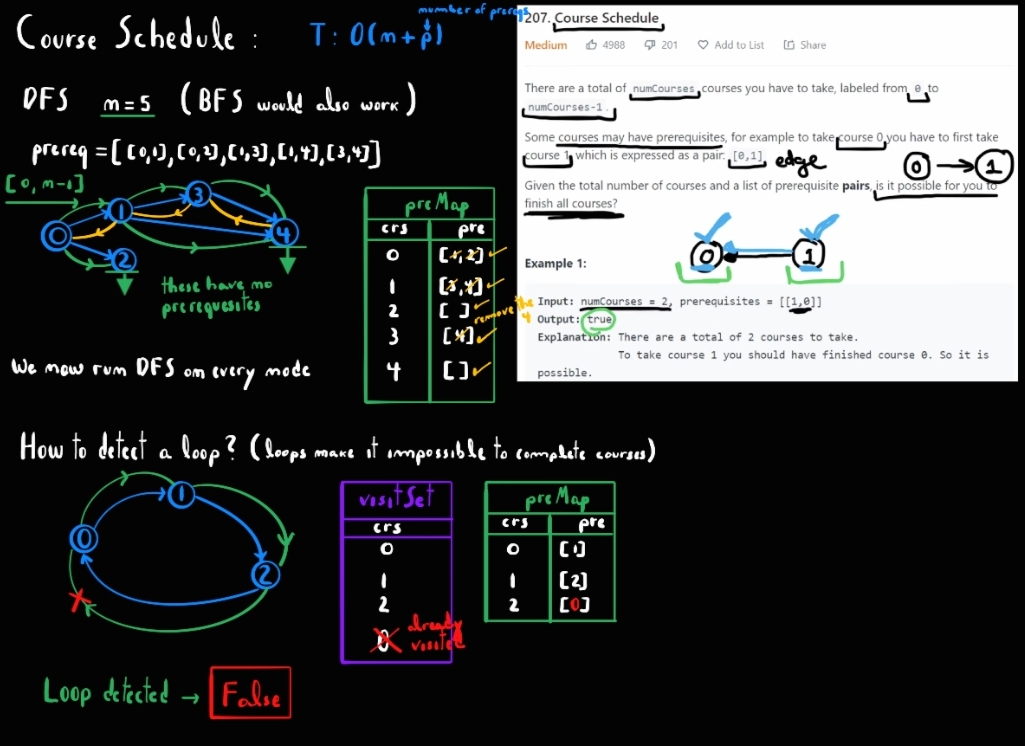 Course Schedule :
T: O(n + p)
number of prereqs
DFS n = 5 (BFS would also work)
prereq = [[0,1],[0,2],[1,3],[1,4],[3,4]]
[0, n-1]
0
1
2
3
4
these have no
prerequesites
preMap
crs pre
0 [1,2]
1 [3,4]
2 [ ]
3 [4]
4 [ ]
remove the
4
We now run DFS on every node
207. Course Schedule
Medium 4988 201 Add to List Share
There are a total of numCourses courses you have to take, labeled from 0 to
numCourses-1.
Some courses may have prerequisites, for example to take course 0 you have to first take
course 1, which is expressed as a pair: [0,1]
edge
0 1
Given the total number of courses and a list of prerequisite pairs, is it possible for you to
finish all courses?
0 1
Example 1:
Input: numCourses = 2, prerequisites = [[1,0]]
Output: true
Explanation: There are a total of 2 courses to take.
To take course 1 you should have finished course 0. So it is
possible.
How to detect a loop? (loops make it impossible to complete courses)
0
1
2
visitSet
crs
0
1
2
0 already
visited
preMap
crs pre
0 [1]
1 [2]
2 [0]
Loop detected → False